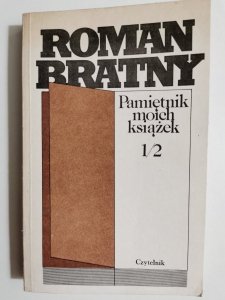 ROMAN
BRATNY
Pamiętnik
moich
książek
1/2
Czytelnik